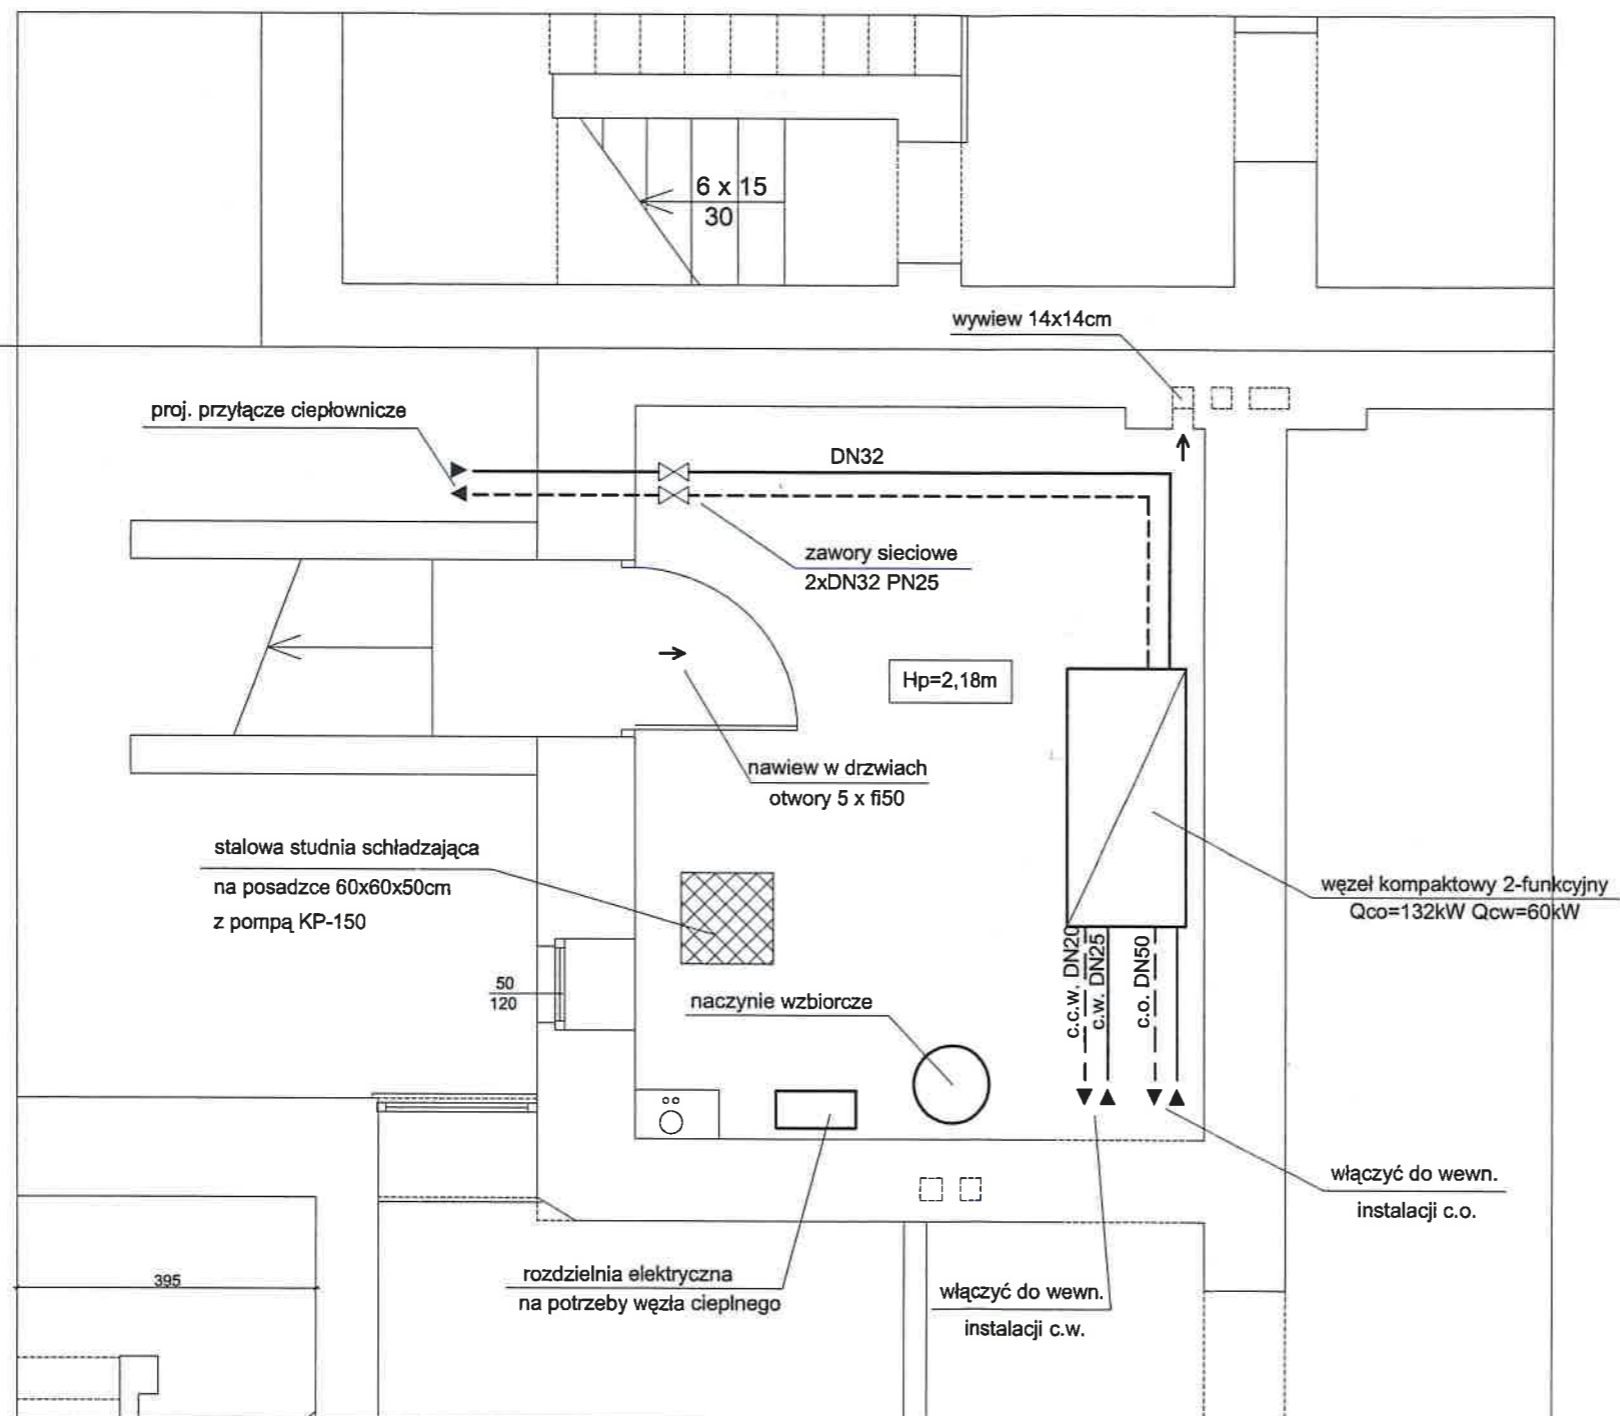 6 x 15
30
wywiew 14x14cm
proj. przyłącze ciepłownicze
DN32
zawory sieciowe
2xDN32 PN25
Hp=2,18m
nawiew w drzwiach
otwory 5 x fi50
stalowa studnia schładzająca
na posadzce 60x60x50cm
z pompą KP-150
węzeł kompaktowy 2-funkcyjny
Qco=132kW Qcw=60kW
c.c.w. DN20
c.w. DN25
c.o. DN50
50
120
naczynie wzbiorcze
włączyć do wewn.
instalacji c.o.
rozdzielnia elektryczna
na potrzeby węzła cieplnego
włączyć do wewn.
instalacji c.w.
395